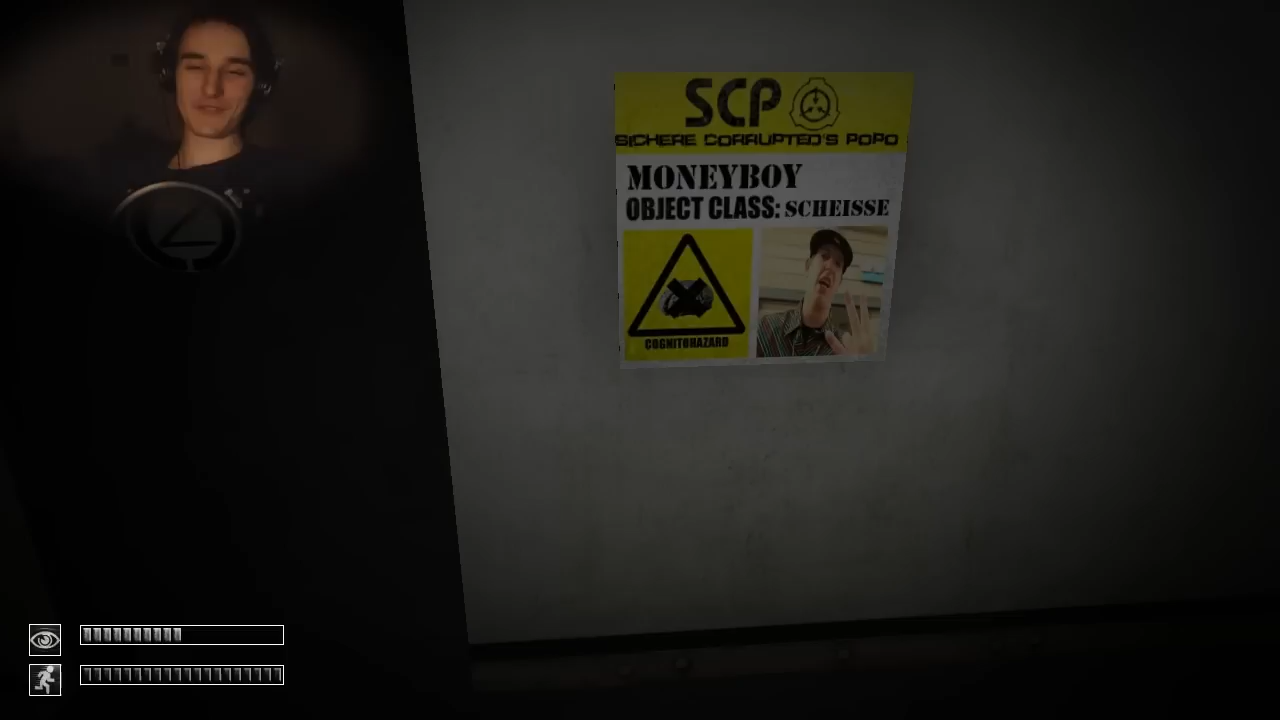 SCP
SICHERE CORRUPTED'S POPO
MONEYBOY
OBJECT CLASS: SCHEISSE
COGNITOHAZARD